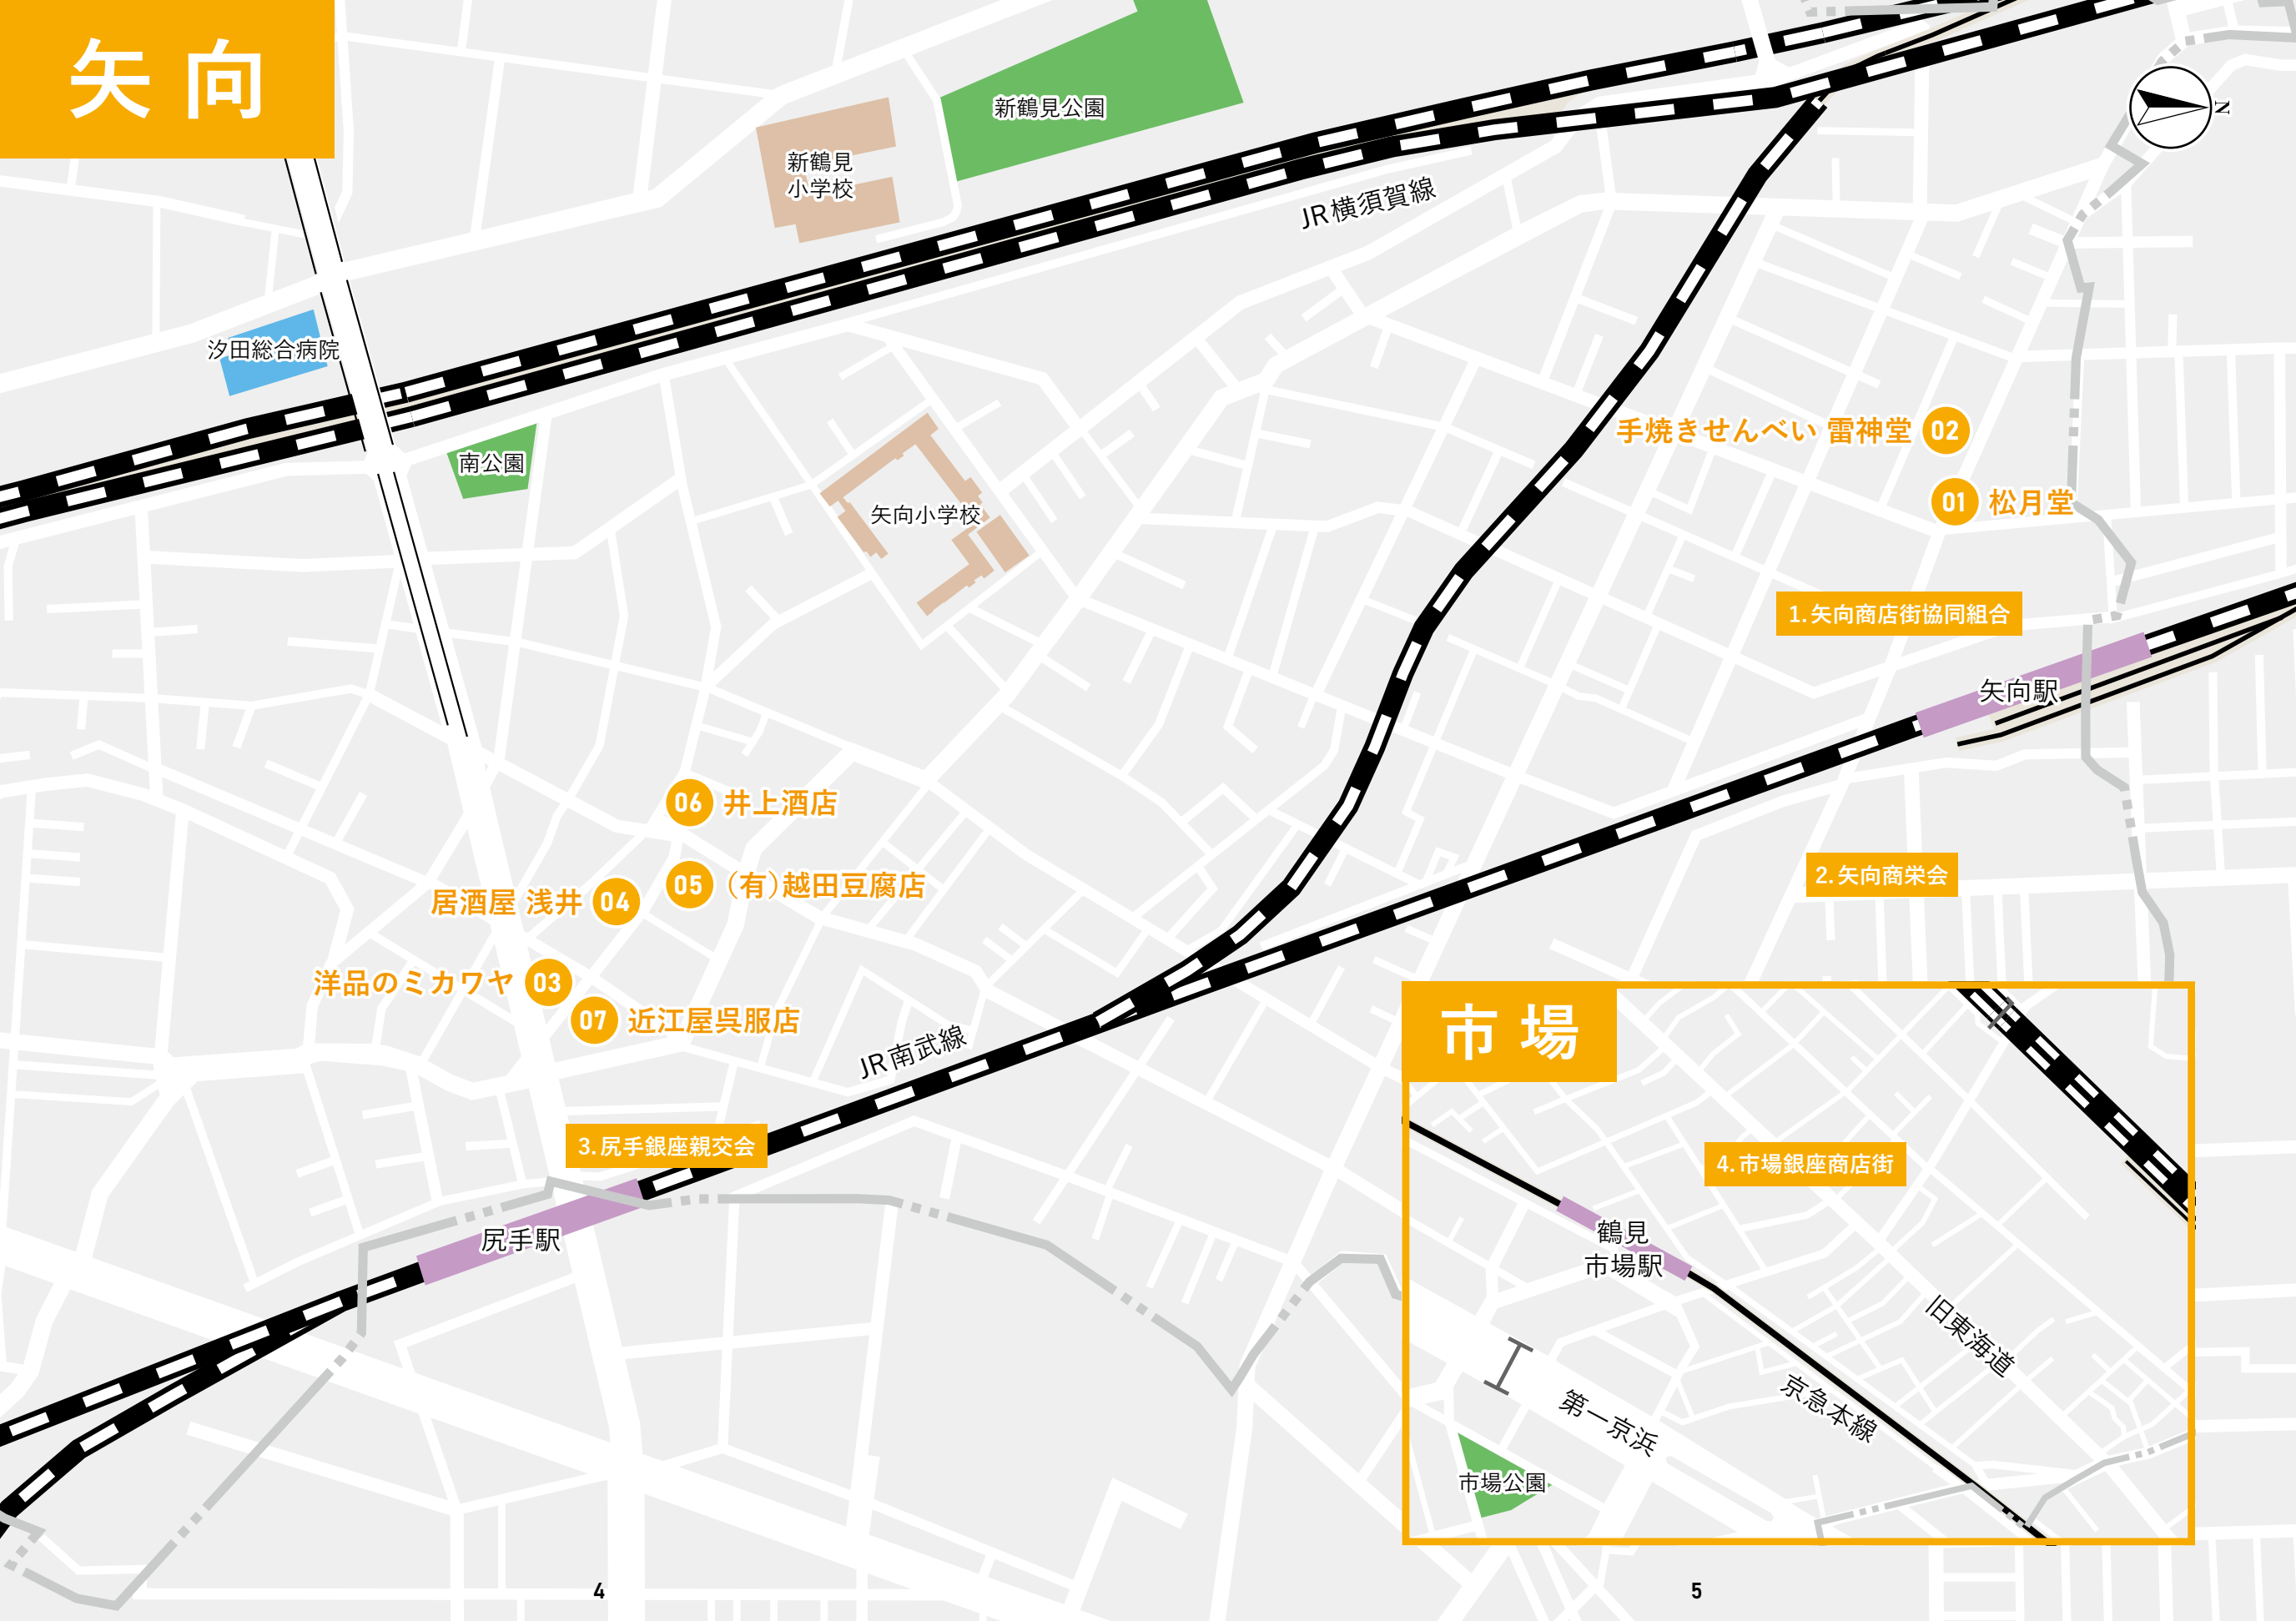 矢向
N
新鶴見公園
新鶴見
小学校
JR横須賀線
汐田総合病院
南公園
矢向小学校
手焼きせんべい 雷神堂 02
01 松月堂
1. 矢向商店街協同組合
矢向駅
06 井上酒店
05 (有)越田豆腐店
居酒屋 浅井 04
2. 矢向商栄会
洋品のミカワヤ 03
07 近江屋呉服店
JR南武線
3. 尻手銀座親交会
尻手駅
市場
4. 市場銀座商店街
鶴見
市場駅
旧東海道
京急本線
第一京浜
市場公園
4
5